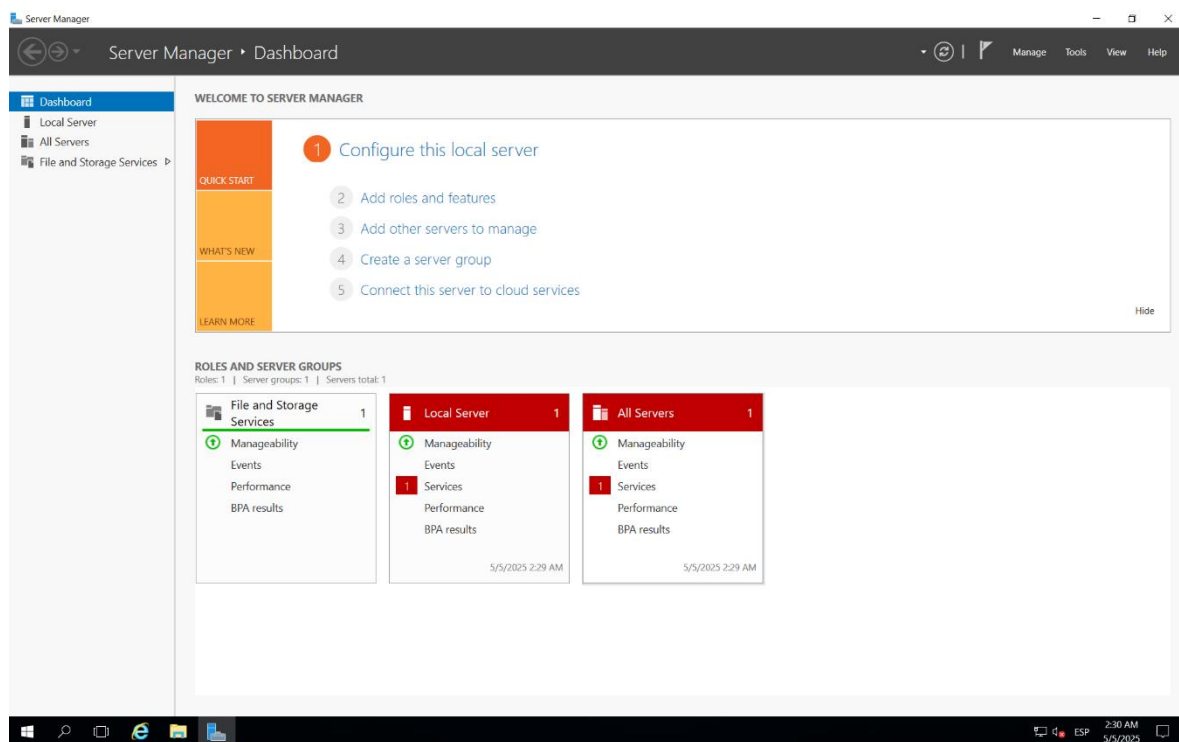 Server Manager
Server Manager • Dashboard
Manage Tools View Help
Dashboard
Local Server
All Servers
File and Storage Services
WELCOME TO SERVER MANAGER
QUICK START
WHAT'S NEW
LEARN MORE
1 Configure this local server
2 Add roles and features
3 Add other servers to manage
4 Create a server group
5 Connect this server to cloud services
Hide
ROLES AND SERVER GROUPS
Roles: 1 | Server groups: 1 | Servers total: 1
File and Storage
Services 1
Manageability
Events
Performance
BPA results
Local Server 1
Manageability
Events
1 Services
Performance
BPA results
5/5/2025 2:29 AM
All Servers 1
Manageability
Events
1 Services
Performance
BPA results
5/5/2025 2:29 AM
ESP
2:30 AM
5/5/2025